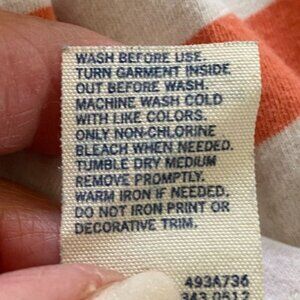 WASH BEFORE USE.
TURN GARMENT INSIDE
OUT BEFORE WASH.
MACHINE WASH COLD
WITH LIKE COLORS.
ONLY NON-CHLORINE
BLEACH WHEN NEEDED.
TUMBLE DRY MEDIUM
REMOVE PROMPTLY.
WARM IRON IF NEEDED,
DO NOT IRON PRINT OR
DECORATIVE TRIM.
493A736